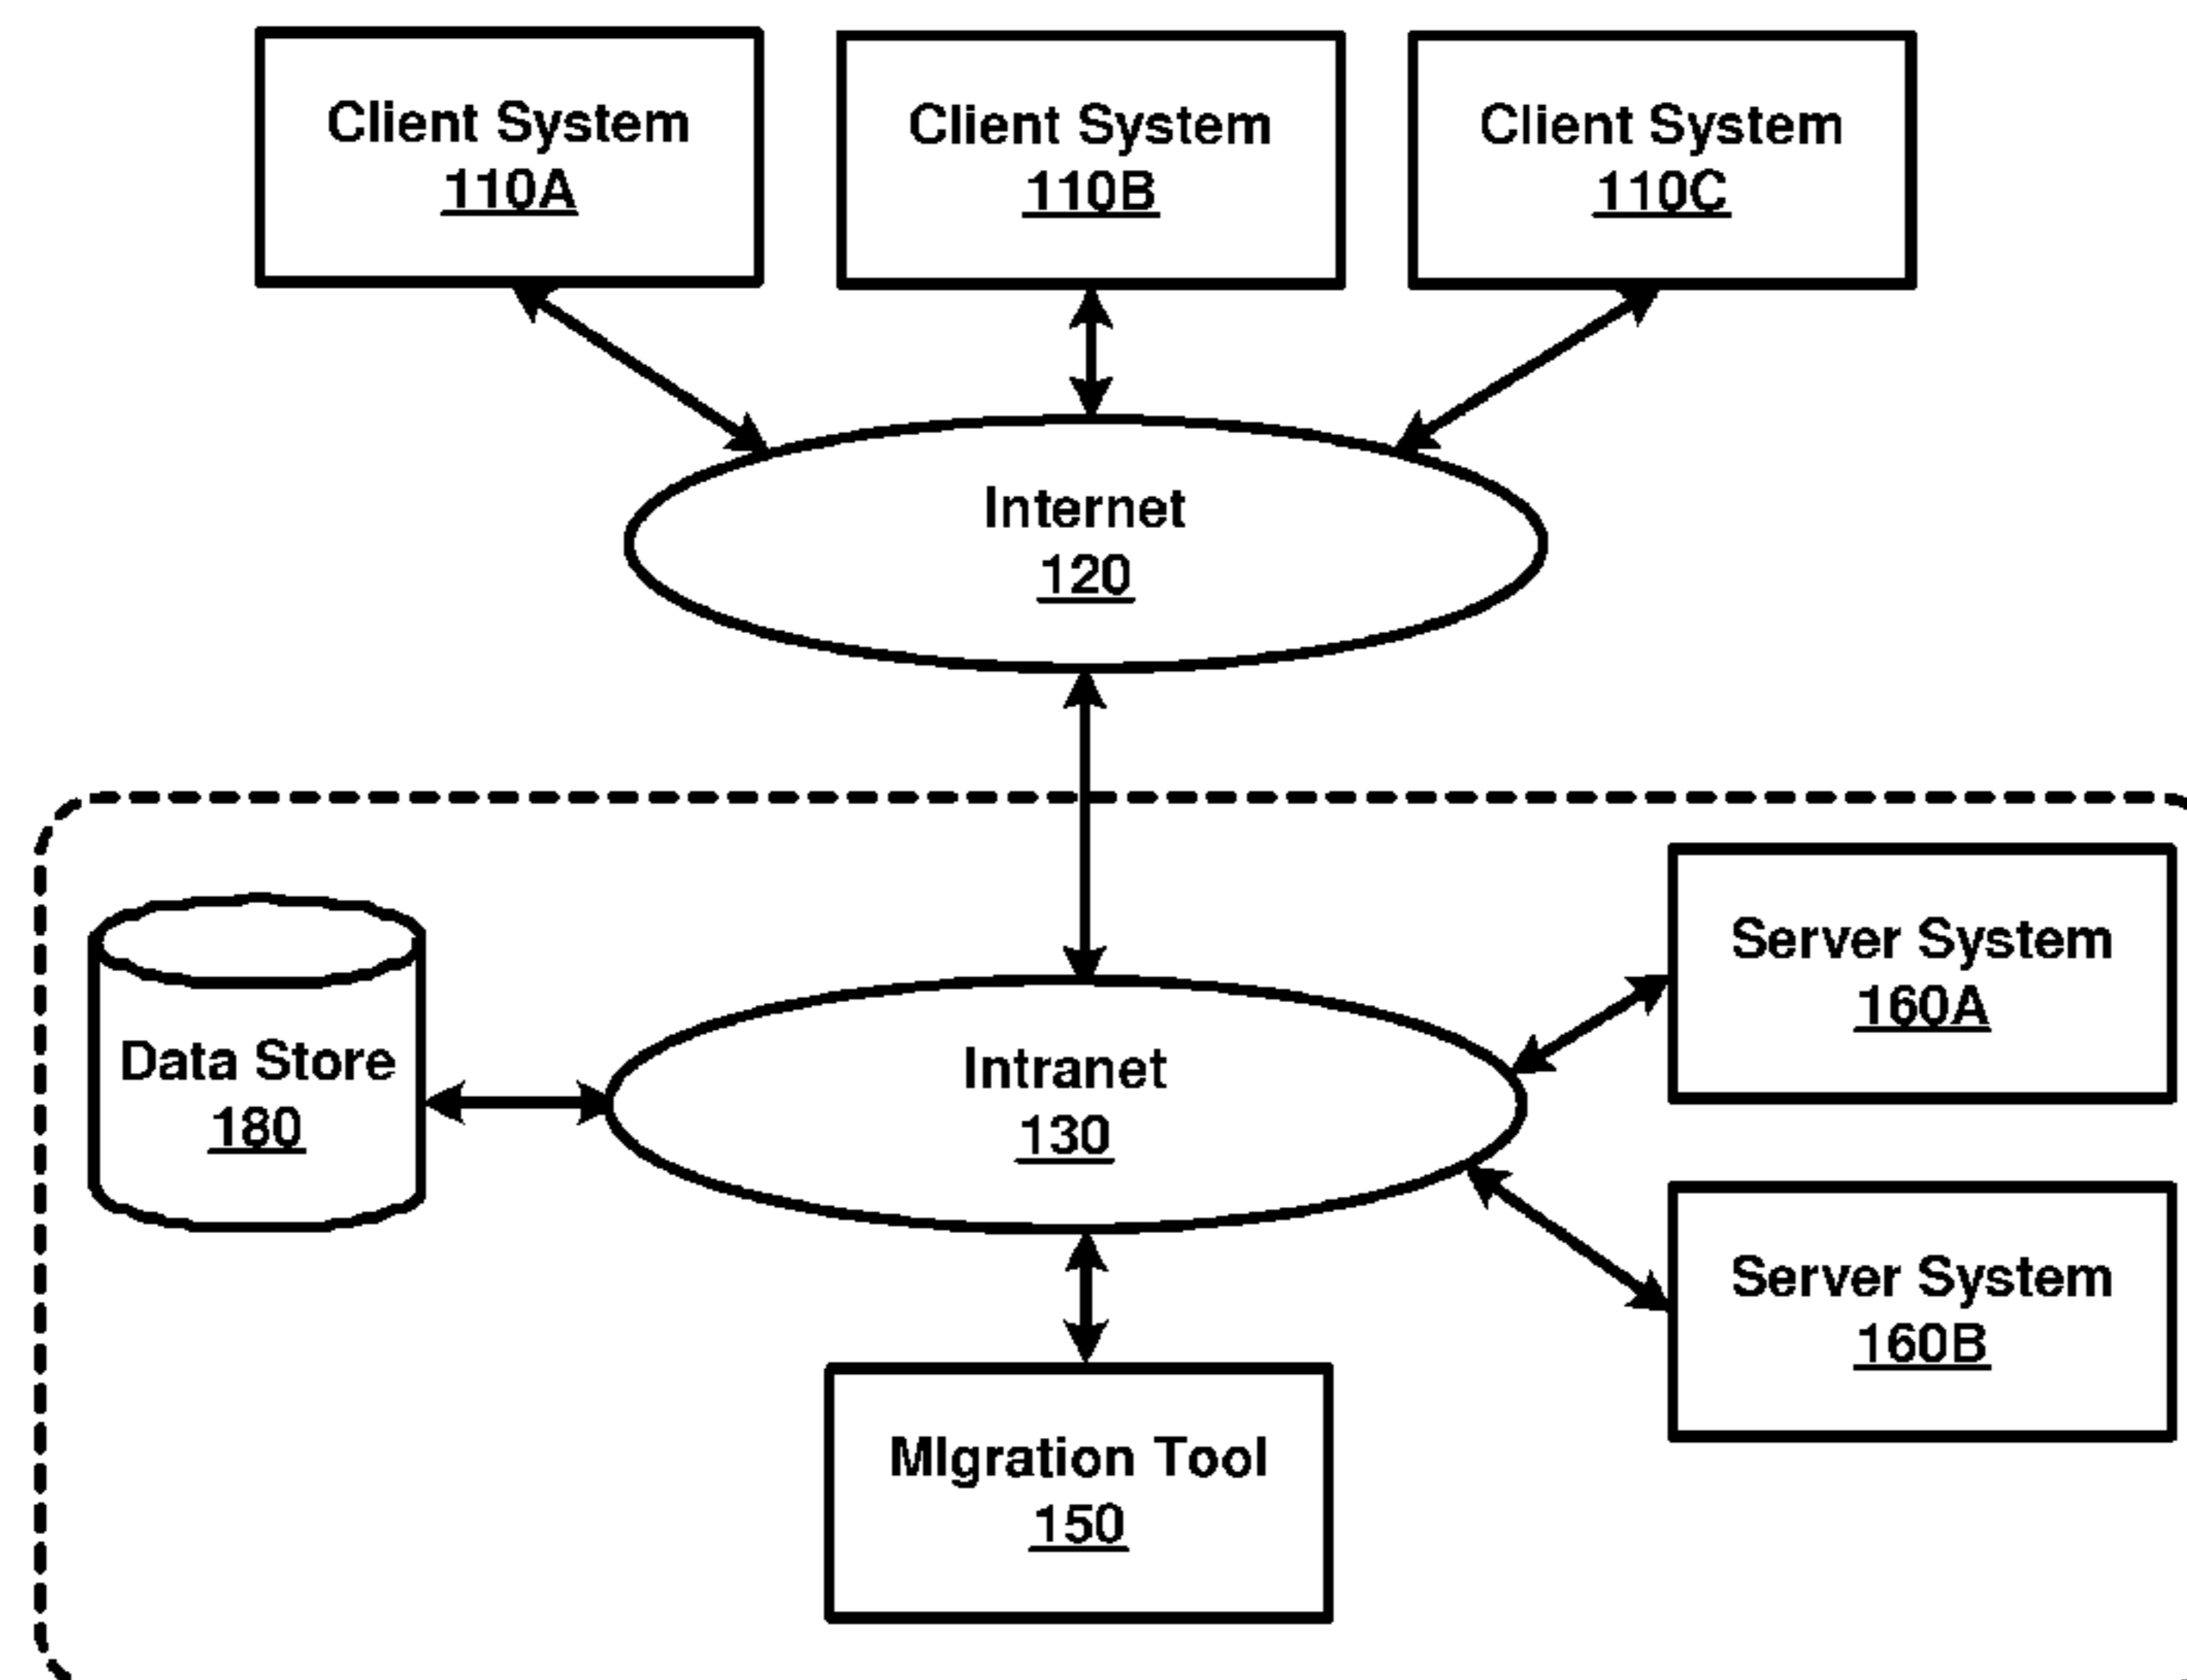 Client System
110A
Client System
110B
Client System
110C
Internet
120
Data Store
180
Intranet
130
Server System
160A
Server System
160B
MIgration Tool
150